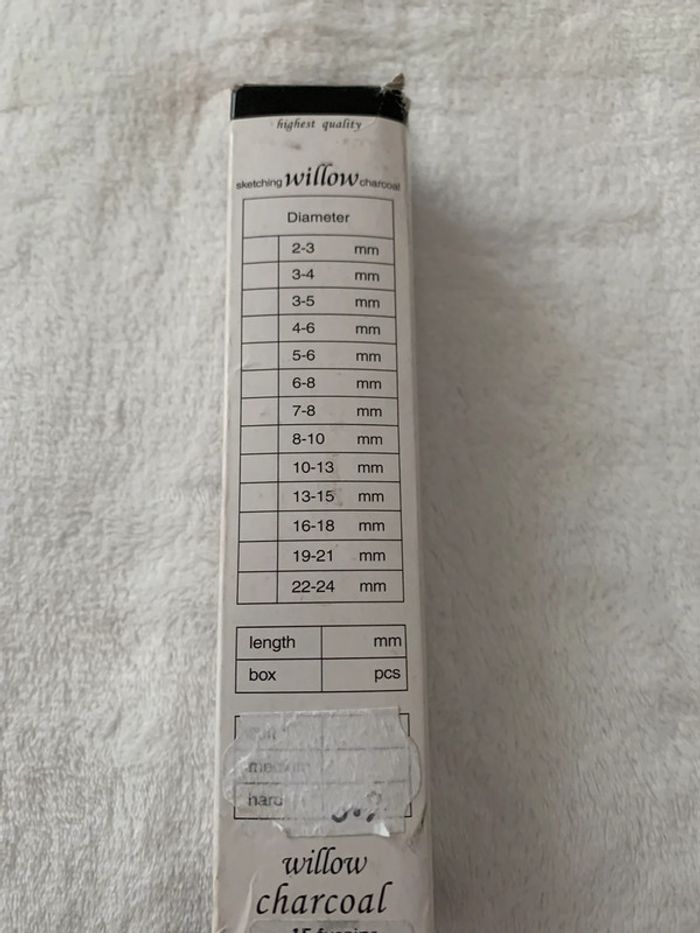 highest quality
sketching willow charcoal
Diameter
2-3 mm
3-4 mm
3-5 mm
4-6 mm
5-6 mm
6-8 mm
7-8 mm
8-10 mm
10-13 mm
13-15 mm
16-18 mm
19-21 mm
22-24 mm
length mm
box pcs
medium
hard
willow
charcoal